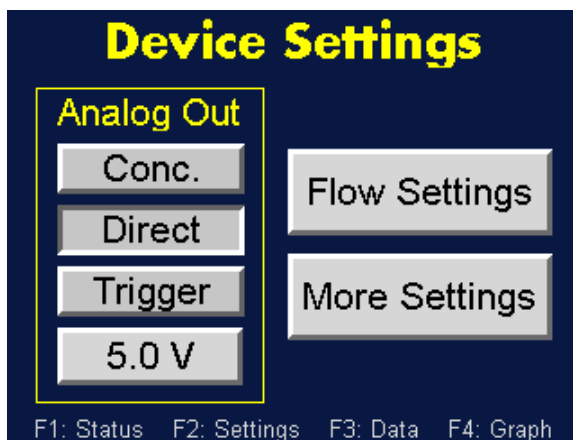 Device Settings
Analog Out
Conc.
Direct
Trigger
5.0 V
Flow Settings
More Settings
F1: Status F2: Settings F3: Data F4: Graph